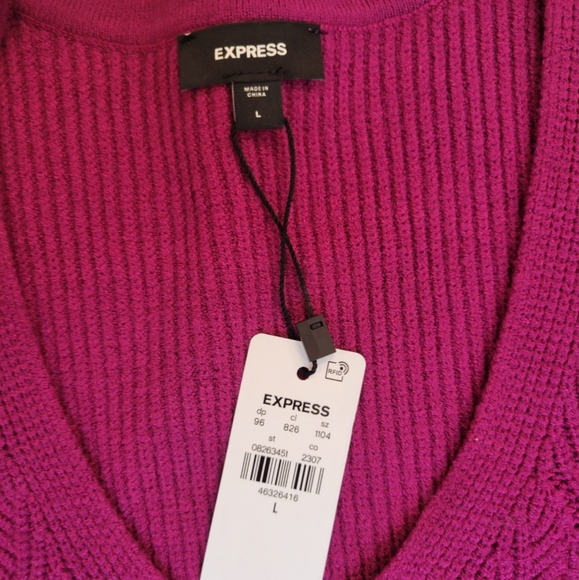 EXPRESS
MADE IN
CHINA
L
RFID
EXPRESS
dp cl sz
96 826 1104
st co
08263451 2307
46326416
L